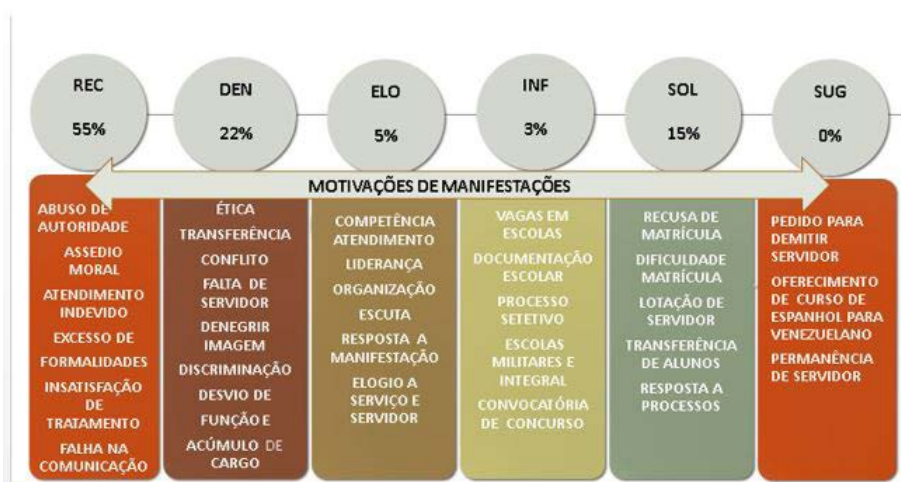 REC
55%
DEN
22%
ELO
5%
INF
3%
SOL
15%
SUG
0%
MOTIVAÇÕES DE MANIFESTAÇÕES
ABUSO DE
AUTORIDADE
ASSEDIO
MORAL
ATENDIMENTO
INDEVIDO
EXCESSO DE
FORMALIDADES
INSATISFAÇÃO
DE
TRATAMENTO
FALHA NA
COMUNICAÇÃO
ÉTICA
TRANSFERÊNCIA
CONFLITO
FALTA DE
SERVIDOR
DENEGRIR
IMAGEM
DISCRIMINAÇÃO
DESVIO DE
FUNÇÃO E
ACÚMULO DE
CARGO
COMPETÊNCIA
ATENDIMENTO
LIDERANÇA
ORGANIZAÇÃO
ESCUTA
RESPOSTA A
MANIFESTAÇÃO
ELOGIO A
SERVIÇO E
SERVIDOR
VAGAS EM
ESCOLAS
DOCUMENTAÇÃO
ESCOLAR
PROCESSO
SETETIVO
ESCOLAS
MILITARES E
INTEGRAL
CONVOCATÓRIA
DE CONCURSO
RECUSA DE
MATRÍCULA
DIFICULDADE
MATRÍCULA
LOTAÇÃO DE
SERVIDOR
TRANSFERÊNCIA
DE ALUNOS
RESPOSTA A
PROCESSOS
PEDIDO PARA
DEMITIR
SERVIDOR
OFERECIMENTO
DE CURSO DE
ESPANHOL PARA
VENEZUELANO
PERMANÊNCIA
DE SERVIDOR